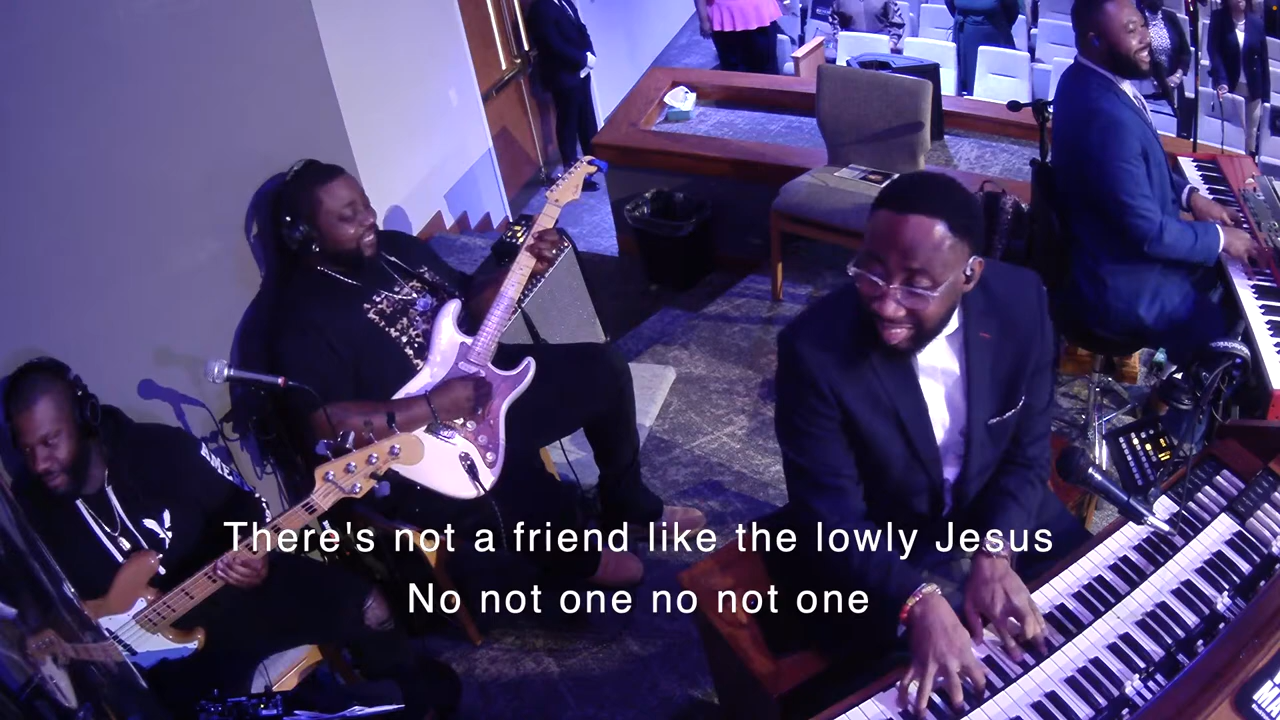 There's not a friend like the lowly Jesus
No not one no not one